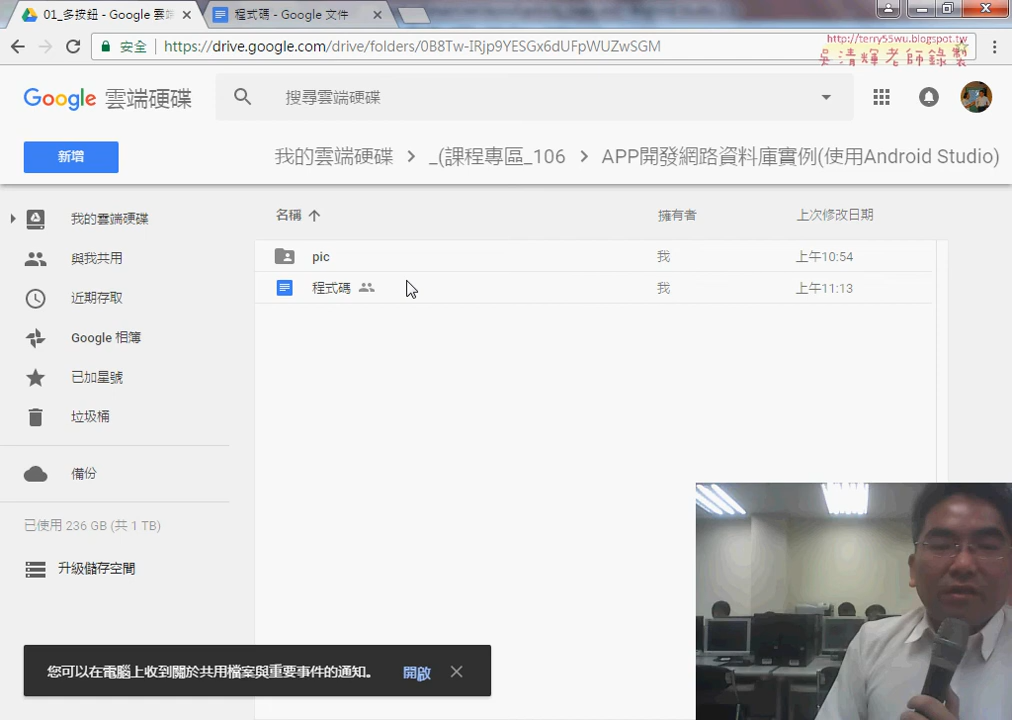 01_多按鈕 - Google 雲端
程式碼 - Google 文件
安全
https://drive.google.com/drive/folders/0B8Tw-IRjp9YESGx6dUFpWUZwSGM
http://terry55wu.blogspot.tw
吳清輝老師錄製
Google 雲端硬碟
搜尋雲端硬碟
新增
我的雲端硬碟 > _(課程專區_106 > APP開發網路資料庫實例(使用Android Studio)
我的雲端硬碟
與我共用
近期存取
Google 相簿
已加星號
垃圾桶
備份
已使用 236 GB (共 1 TB)
升級儲存空間
名稱 擁有者 上次修改日期
pic 我 上午10:54
程式碼 我 上午11:13
您可以在電腦上收到關於共用檔案與重要事件的通知。 開啟